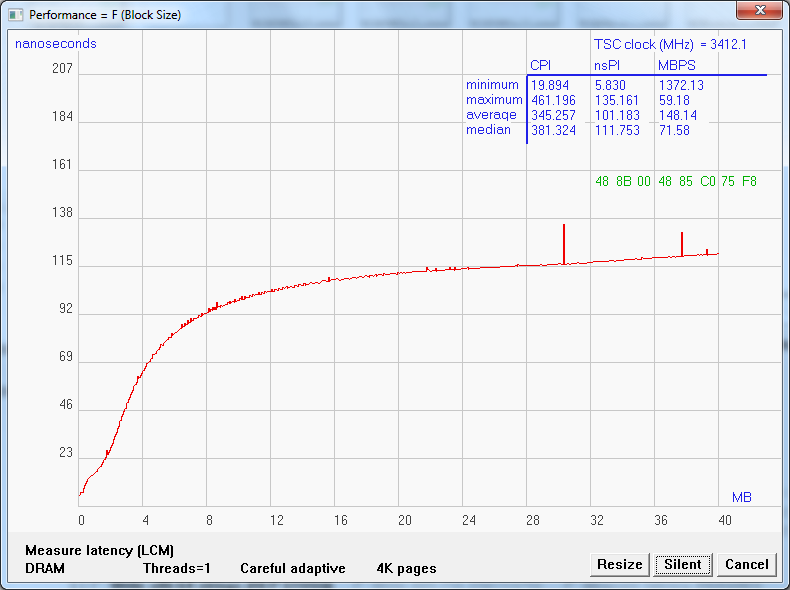 Performance = F (Block Size)
nanoseconds
TSC clock (MHz) = 3412.1
CPI nsPI MBPS
minimum 19.894 5.830 1372.13
maximum 461.196 135.161 59.18
average 345.257 101.183 148.14
median 381.324 111.753 71.58
48 8B 00 48 85 C0 75 F8
207
184
161
138
115
92
69
46
23
MB
0 4 8 12 16 20 24 28 32 36 40
Measure latency (LCM)
DRAM Threads=1 Careful adaptive 4K pages
Resize Silent Cancel